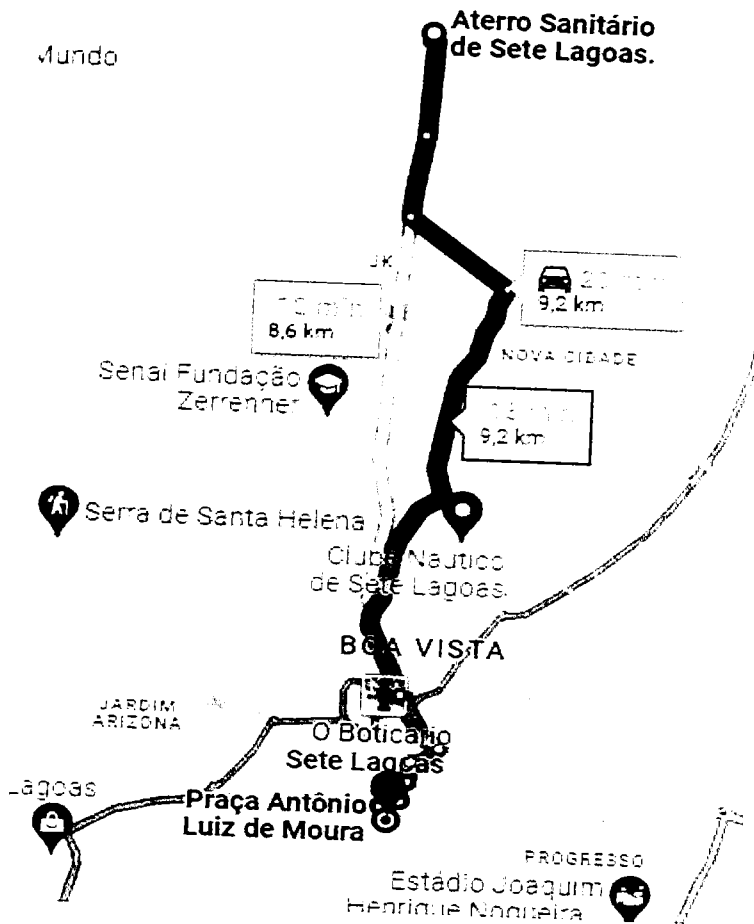 Aterro Sanitário
de Sete Lagoas.
Mundo
JK
9,2 km
8,6 km
NOVA CIDADE
Senai Fundação
Zerrenner
9,2 km
Serra de Santa Helena
Clube Náutico
de Sete Lagoas
BOA VISTA
JARDIM
ARIZONA
O Boticário
Sete Lagoas
Lagoas
Praça Antônio
Luiz de Moura
PROGRESSO
Estádio Joaquim
Henrique Nogueira